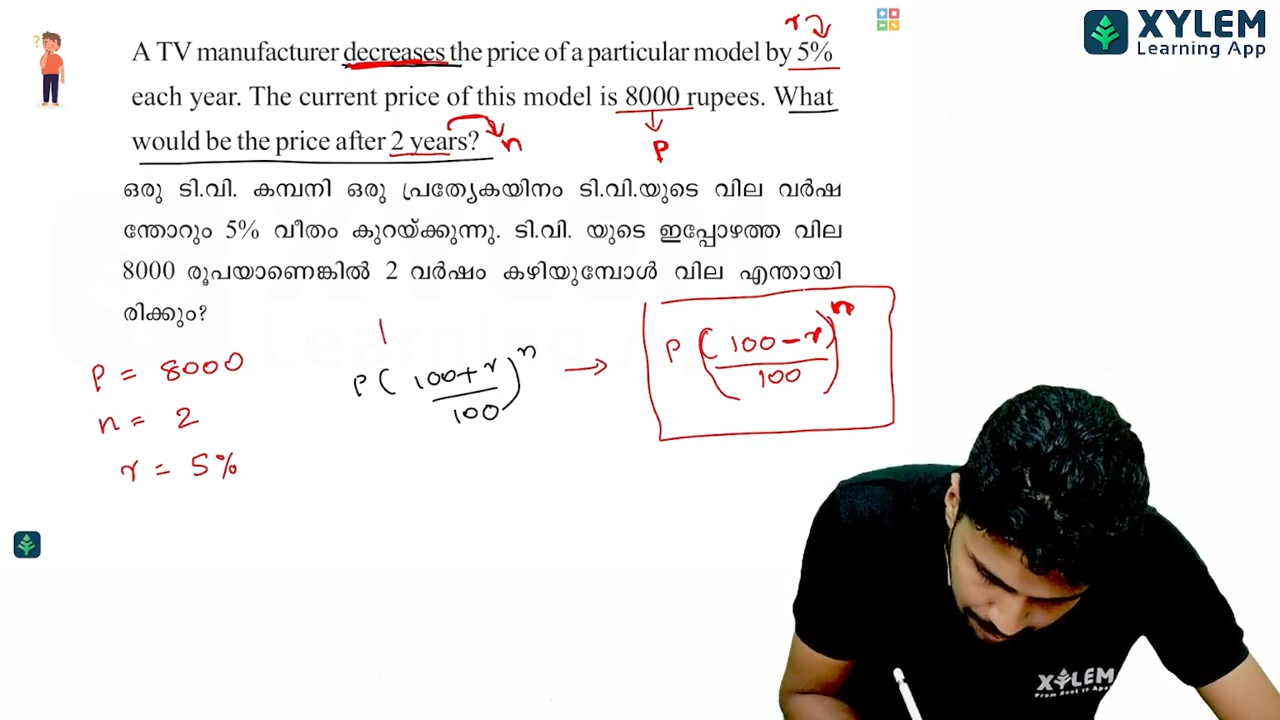 XYLEM
Learning App
r
A TV manufacturer decreases the price of a particular model by 5%
each year. The current price of this model is 8000 rupees. What
would be the price after 2 years?
n
P
ഒരു ടി.വി. കമ്പനി ഒരു പ്രത്യേകയിനം ടി.വി.യുടെ വില വർഷ
ന്തോറും 5% വീതം കുറയ്ക്കുന്നു. ടി.വി. യുടെ ഇപ്പോഴത്ത വില
8000 രൂപയാണെങ്കിൽ 2 വർഷം കഴിയുമ്പോൾ വില എന്തായി
രിക്കും?
P = 8000
n = 2
r = 5%
P(100+r/100)^n → P(100-r/100)^n
XYLEM